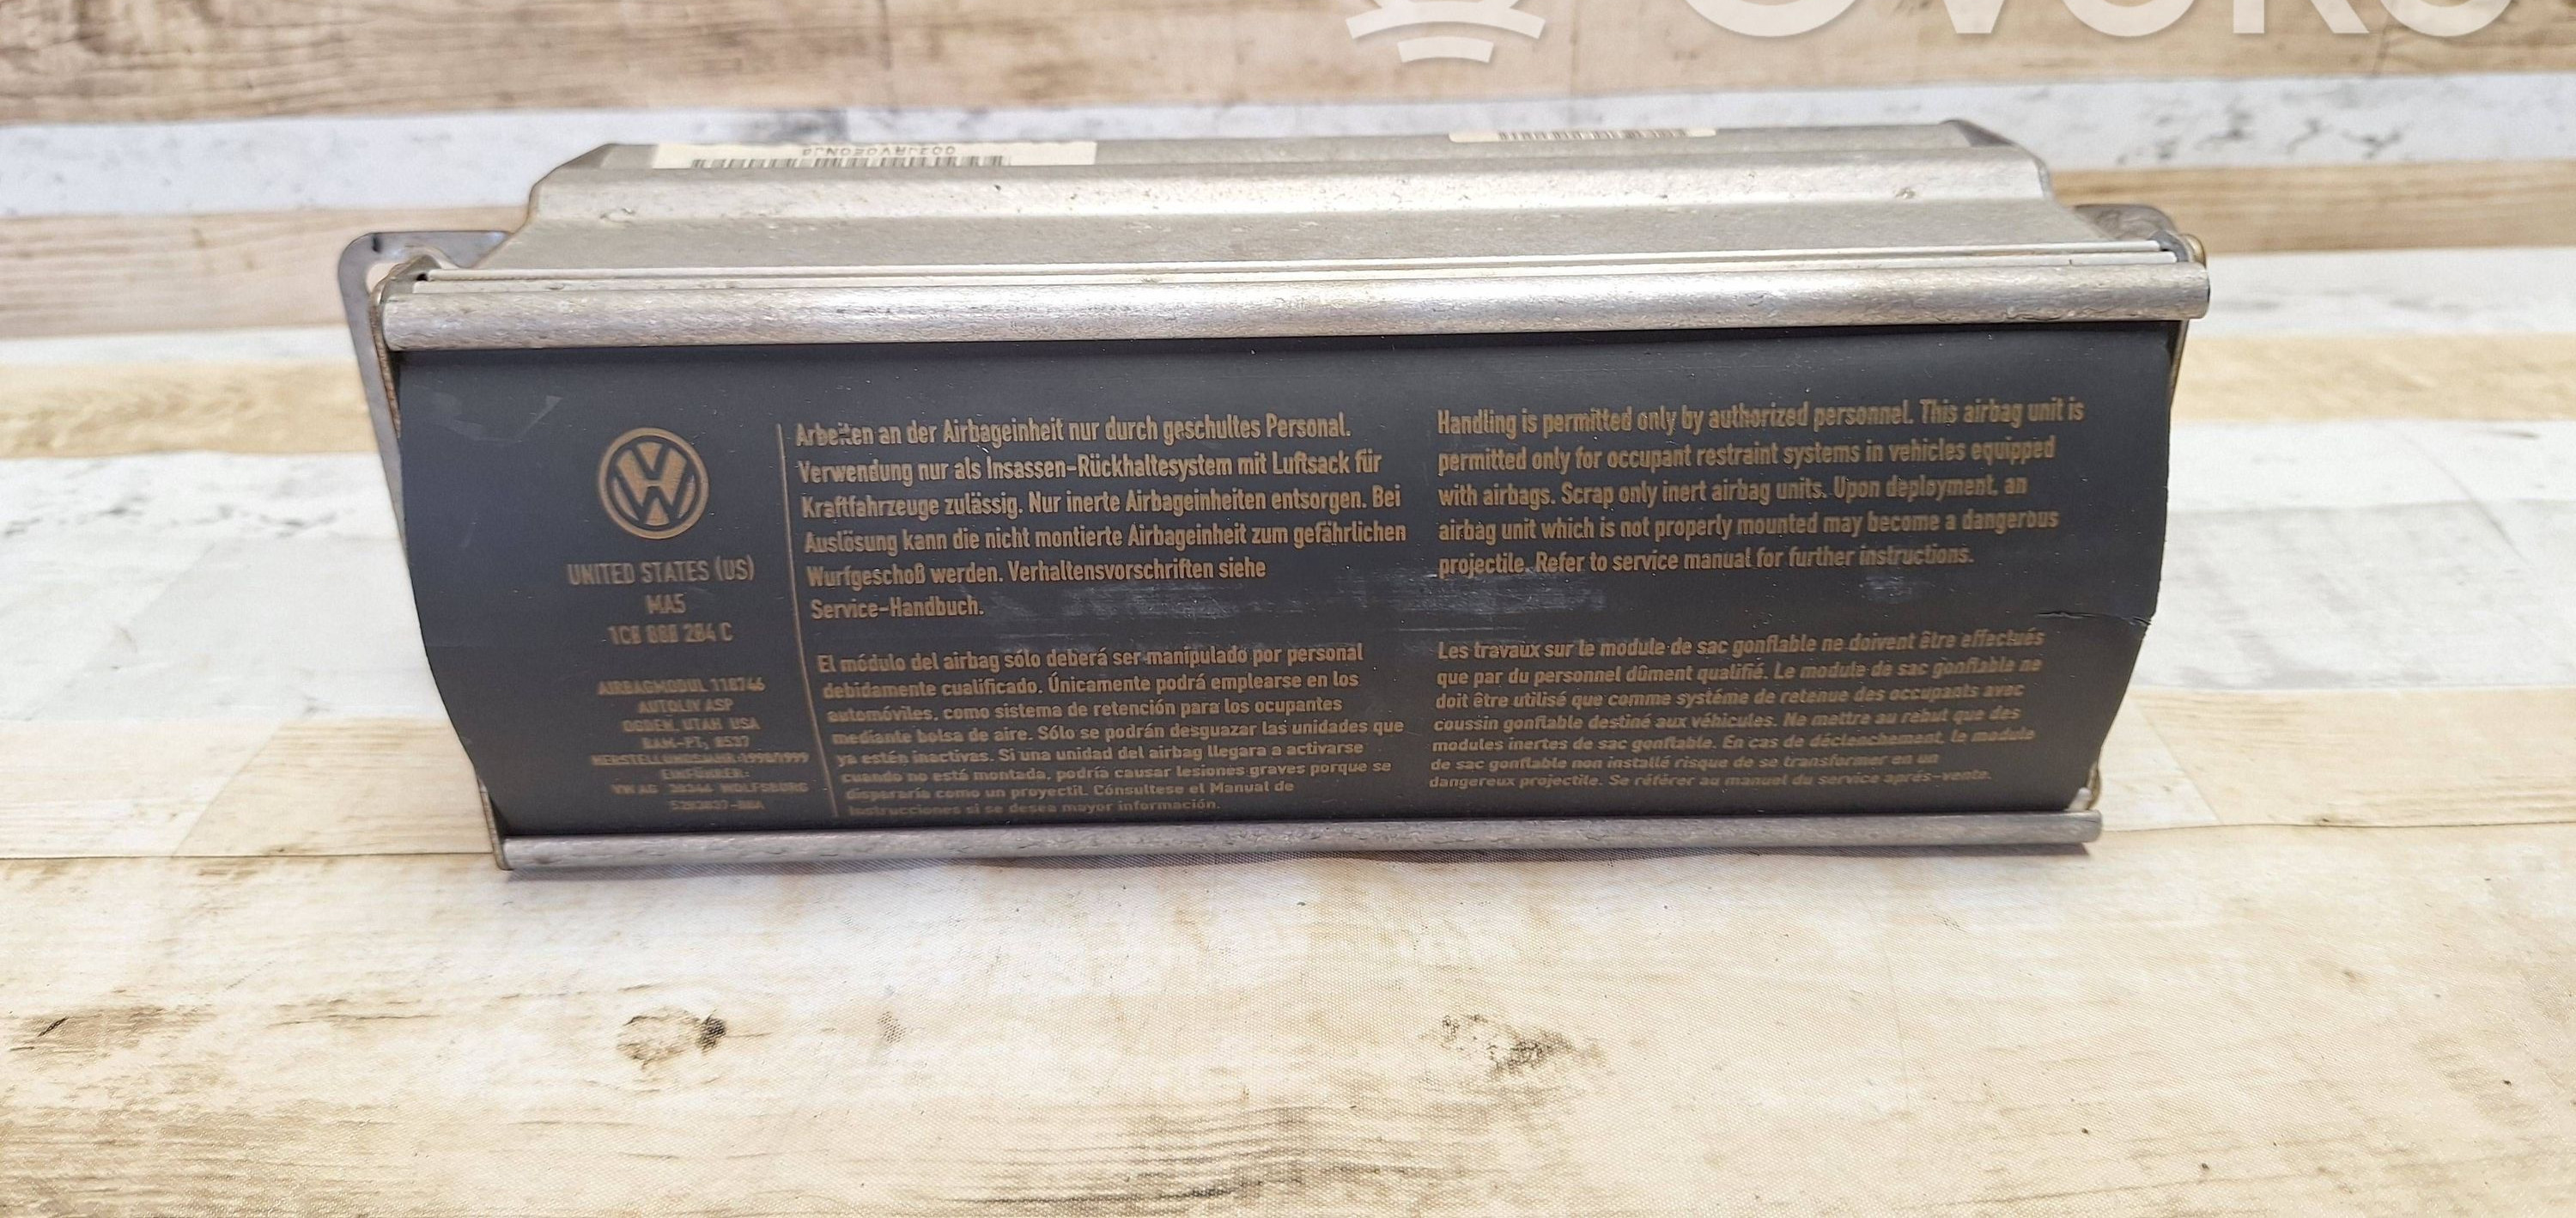 UNITED STATES (US)
MA5
AIRBAGMODUL 118746
AUTOLIV ASP
OGDEN, UTAH USA
BAM-PT, 0537
HERSTELLUNGSJAHR:1998/1999
EINFÜHRER:
VW AG 38344 WOLFSBURG
Arbeiten an der Airbageinheit nur durch geschultes Personal.
Verwendung nur als Insassen-Rückhaltesystem mit Luftsack für
Kraftfahrzeuge zulässig. Nur inerte Airbageinheiten entsorgen. Bei
Auslösung kann die nicht montierte Airbageinheit zum gefährlichen
Wurfgeschoß werden. Verhaltensvorschriften siehe
Service-Handbuch.
El módulo del airbag sólo deberá ser manipulado por personal
debidamente cualificado. Únicamente podrá emplearse en los
automóviles, como sistema de retención para los ocupantes
mediante bolsa de aire. Sólo se podrán desguazar las unidades que
ya estén inactivas. Si una unidad del airbag llegara a activarse
cuando no está montada, podría causar lesiones graves porque se
dispararía como un proyectil. Cónsultese el Manual de
Instrucciones si se desea mayor información.
Handling is permitted only by authorized personnel. This airbag unit is
permitted only for occupant restraint systems in vehicles equipped
with airbags. Scrap only inert airbag units. Upon deployment, an
airbag unit which is not properly mounted may become a dangerous
projectile. Refer to service manual for further instructions.
Les travaux sur le module de sac gonflable ne doivent être effectués
que par du personnel dûment qualifié. Le module de sac gonflable ne
doit être utilisé que comme systéme de retenue des occupants avec
coussin gonflable destiné aux véhicules. Ne mettre au rebut que des
modules inertes de sac gonflable. En cas de déclenchement, le module
de sac gonflable non installé risque de se transformer en un
dangereux projectile. Se référer au manuel du service aprés-vente.